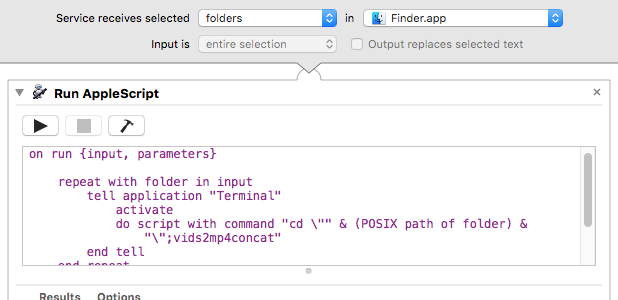 Service receives selected folders in Finder.app
Input is entire selection Output replaces selected text
Run AppleScript
on run {input, parameters}
repeat with folder in input
tell application "Terminal"
activate
do script with command "cd \"" & (POSIX path of folder) &
"\";vids2mp4concat"
end tell
end repeat
Results Options